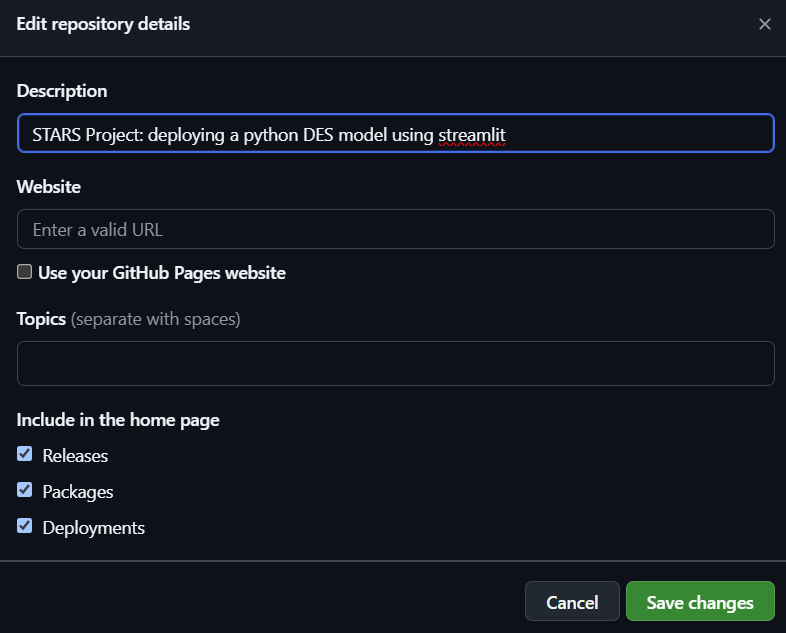 Edit repository details
Description
STARS Project: deploying a python DES model using streamlit
Website
Enter a valid URL
Use your GitHub Pages website
Topics (separate with spaces)
Include in the home page
Releases
Packages
Deployments
Cancel Save changes